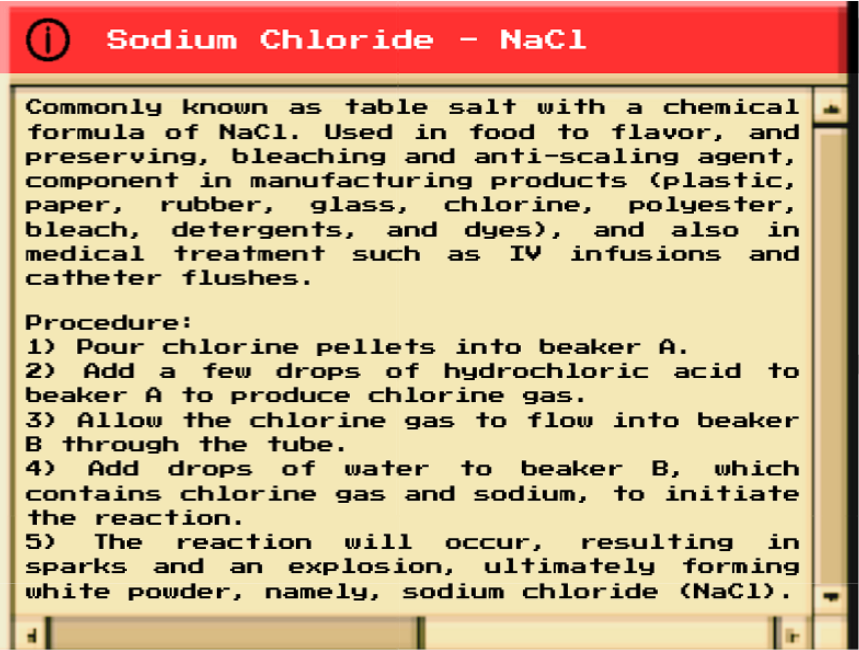 Sodium Chloride - NaCl
Commonly known as table salt with a chemical
formula of NaCl. Used in food to flavor, and
preserving, bleaching and anti-scaling agent,
component in manufacturing products (plastic,
paper, rubber, glass, chlorine, polyester,
bleach, detergents, and dyes), and also in
medical treatment such as IV infusions and
catheter flushes.
Procedure:
1) Pour chlorine pellets into beaker A.
2) Add a few drops of hydrochloric acid to
beaker A to produce chlorine gas.
3) Allow the chlorine gas to flow into beaker
B through the tube.
4) Add drops of water to beaker B, which
contains chlorine gas and sodium, to initiate
the reaction.
5) The reaction will occur, resulting in
sparks and an explosion, ultimately forming
white powder, namely, sodium chloride (NaCl).